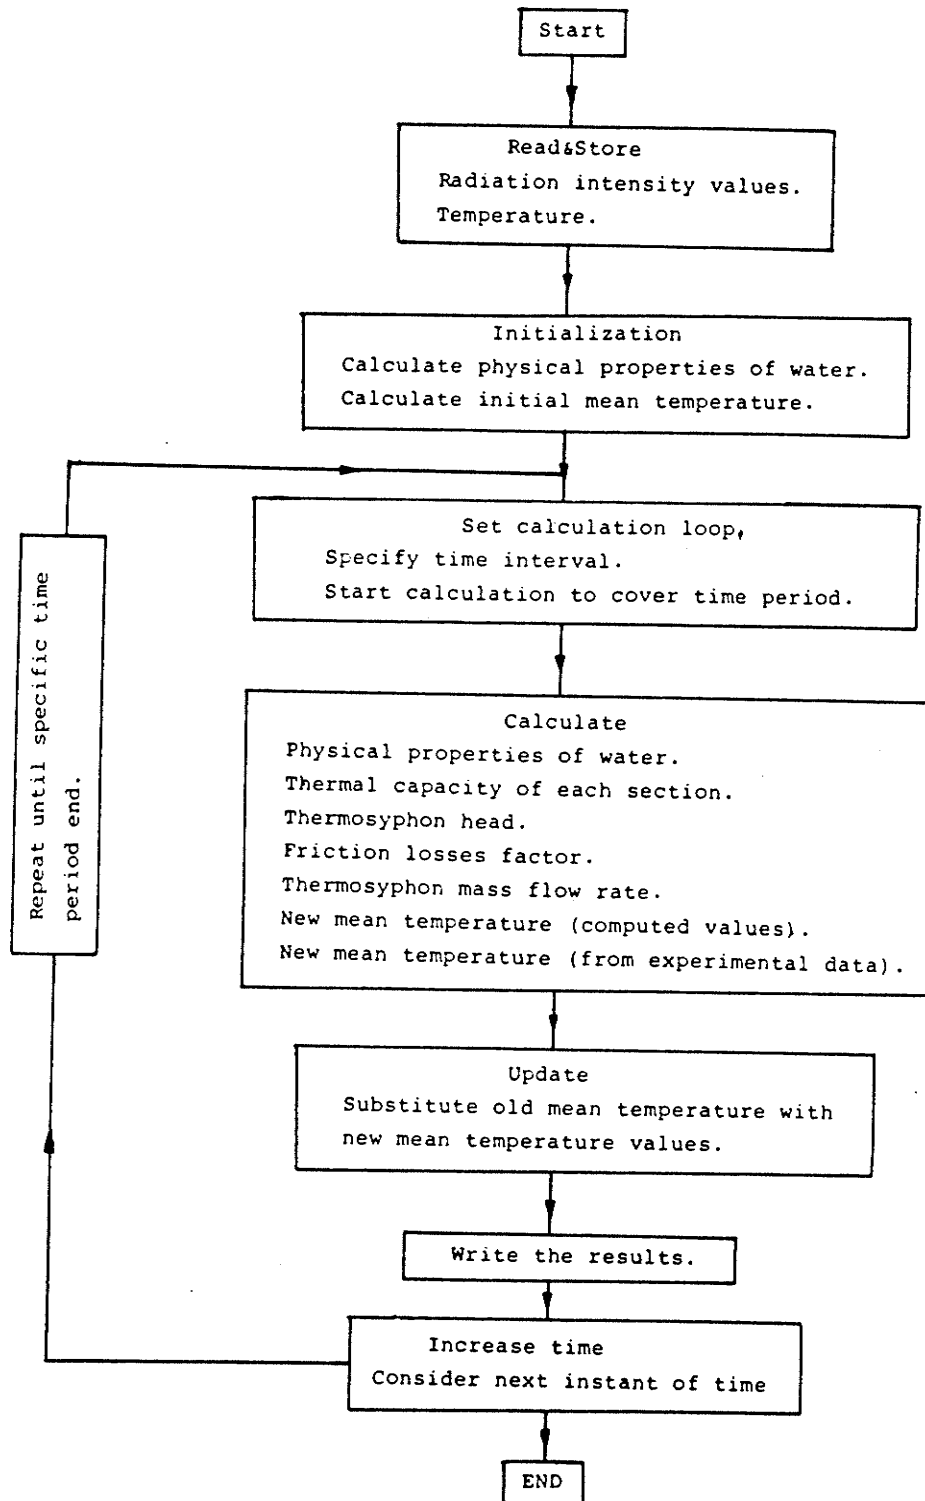 Start
Read&Store
Radiation intensity values.
Temperature.
Initialization
Calculate physical properties of water.
Calculate initial mean temperature.
Set calculation loop,
Specify time interval.
Start calculation to cover time period.
Repeat until specific time
period end.
Calculate
Physical properties of water.
Thermal capacity of each section.
Thermosyphon head.
Friction losses factor.
Thermosyphon mass flow rate.
New mean temperature (computed values).
New mean temperature (from experimental data).
Update
Substitute old mean temperature with
new mean temperature values.
Write the results.
Increase time
Consider next instant of time
END